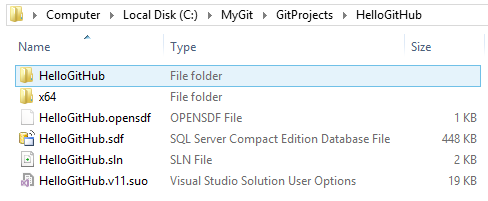 Computer Local Disk (C:) MyGit GitProjects HelloGitHub
Name Type Size
HelloGitHub File folder
x64 File folder
HelloGitHub.opensdf OPENSDF File 1 KB
HelloGitHub.sdf SQL Server Compact Edition Database File 448 KB
HelloGitHub.sln SLN File 2 KB
HelloGitHub.v11.suo Visual Studio Solution User Options 19 KB